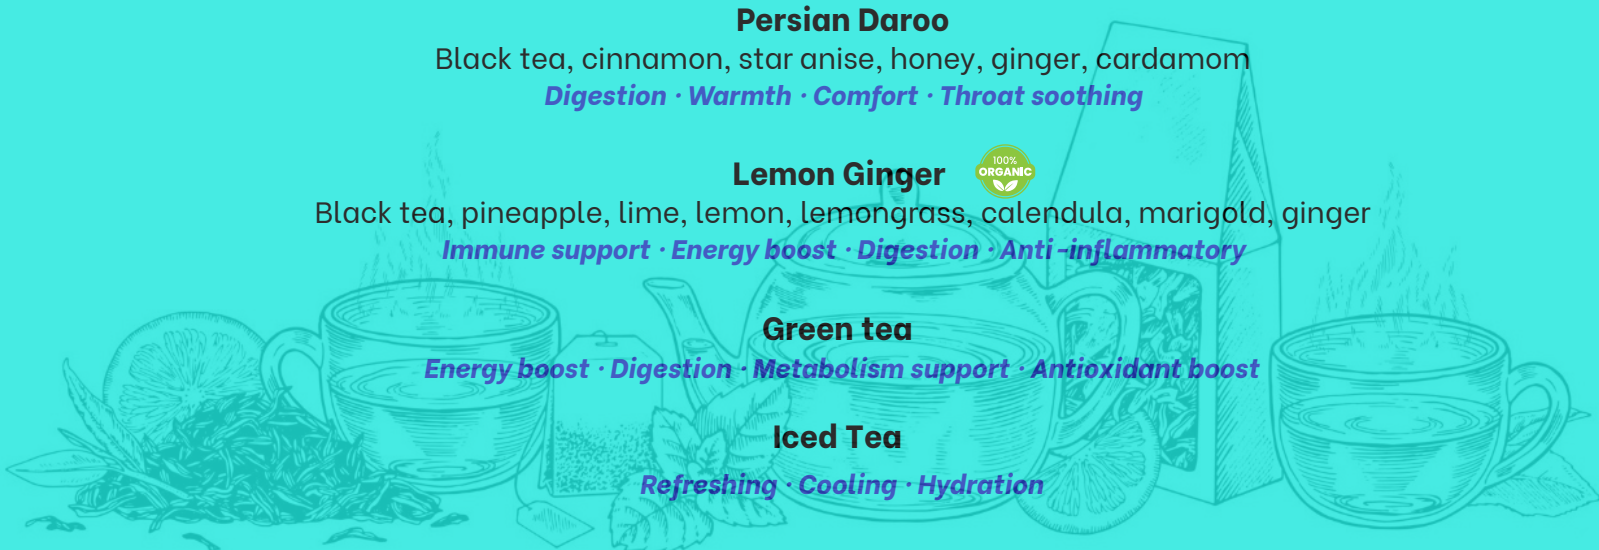 Persian Daroo
Black tea, cinnamon, star anise, honey, ginger, cardamom
Digestion · Warmth · Comfort · Throat soothing
Lemon Ginger
100%
ORGANIC
Black tea, pineapple, lime, lemon, lemongrass, calendula, marigold, ginger
Immune support · Energy boost · Digestion · Anti-inflammatory
Green tea
Energy boost · Digestion · Metabolism support · Antioxidant boost
Iced Tea
Refreshing · Cooling · Hydration